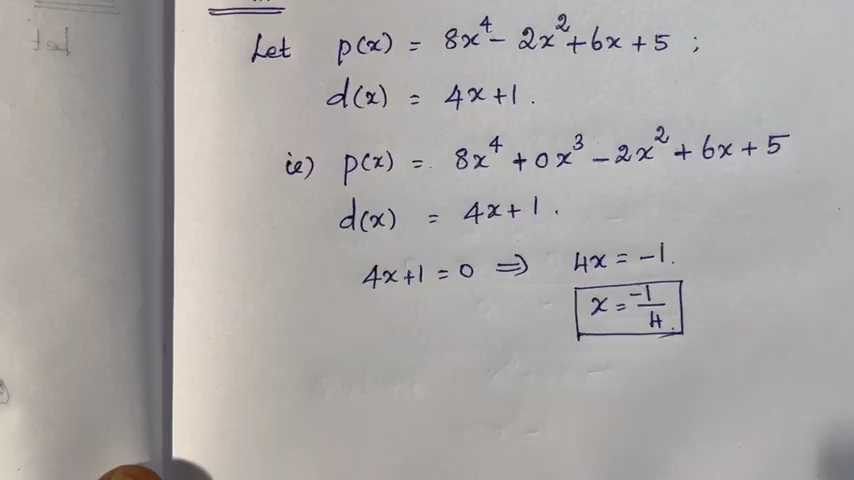 Let p(x) = 8x⁴ - 2x² + 6x + 5 ;
d(x) = 4x+1 .
ie) p(x) = 8x⁴ + 0x³ - 2x² + 6x + 5
d(x) = 4x+1 .
4x+1 = 0 ⇒ 4x = -1.
x = -1/4.